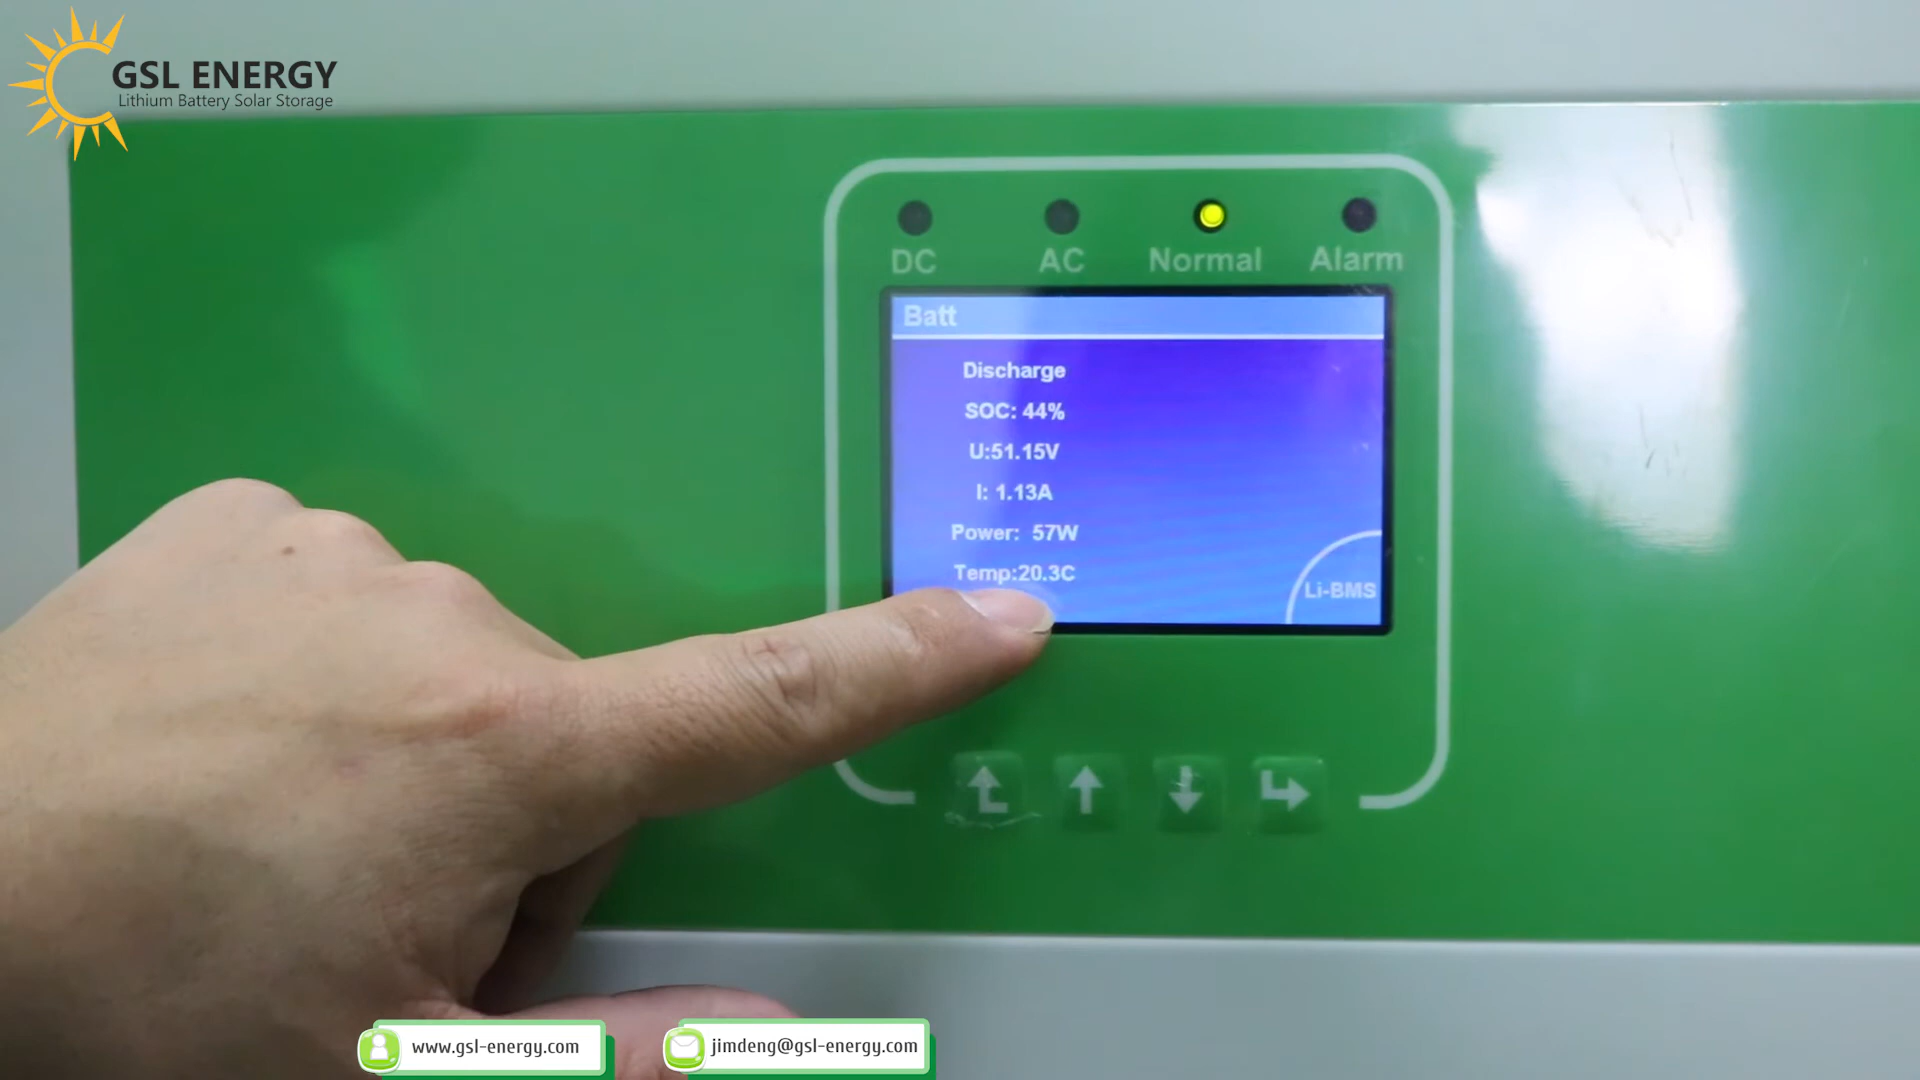 GSL ENERGY
Lithium Battery Solar Storage
DC AC Normal Alarm
Batt
Discharge
SOC: 44%
U:51.15V
I: 1.13A
Power: 57W
Temp:20.3C
Li-BMS
www.gsl-energy.com
jimdeng@gsl-energy.com